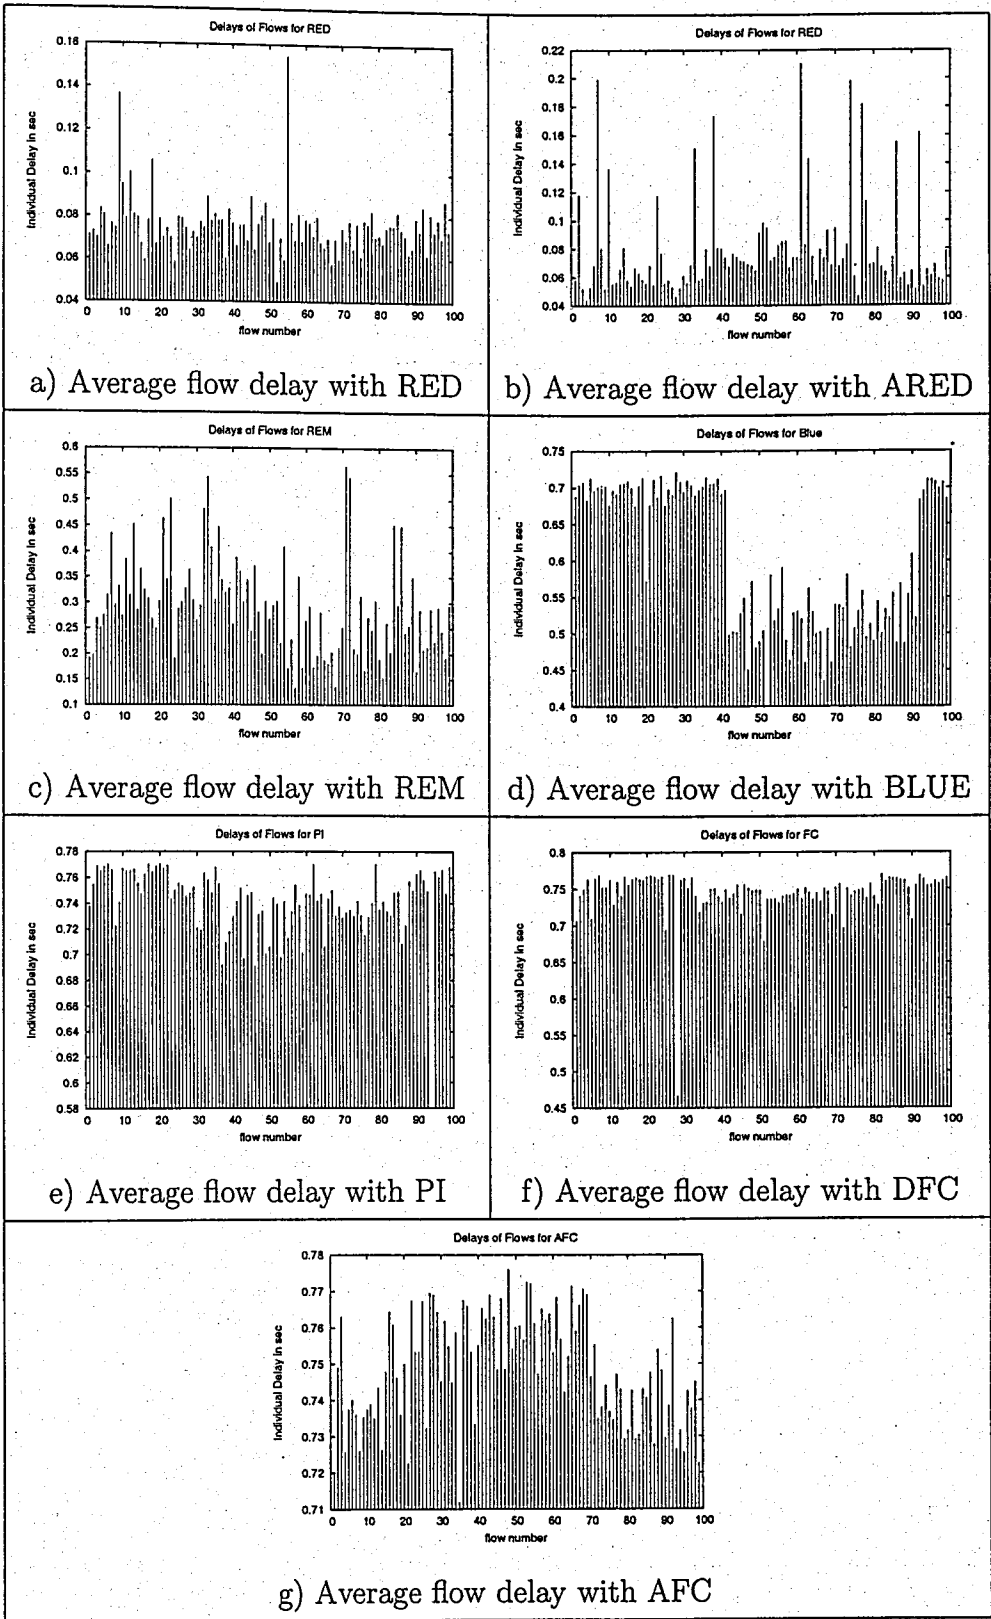 Delays of Flows for RED
Individual Delay in sec
0.16
0.14
0.12
0.1
0.08
0.06
0.04
0 10 20 30 40 50 60 70 80 90 100
flow number
a) Average flow delay with RED
Delays of Flows for RED
Individual Delay in sec
0.22
0.2
0.18
0.16
0.14
0.12
0.1
0.08
0.06
0.04
0 10 20 30 40 50 60 70 80 90 100
flow number
b) Average flow delay with ARED
Delays of Flows for REM
Individual Delay in sec
0.6
0.55
0.5
0.45
0.4
0.35
0.3
0.25
0.2
0.15
0.1
0 10 20 30 40 50 60 70 80 90 100
flow number
c) Average flow delay with REM
Delays of Flows for Blue
Individual Delay in sec
0.75
0.7
0.65
0.6
0.55
0.5
0.45
0.4
0 10 20 30 40 50 60 70 80 90 100
flow number
d) Average flow delay with BLUE
Delays of Flows for PI
Individual Delay in sec
0.78
0.76
0.74
0.72
0.7
0.68
0.66
0.64
0.62
0.6
0.58
0 10 20 30 40 50 60 70 80 90 100
flow number
e) Average flow delay with PI
Delays of Flows for FC
Individual Delay in sec
0.8
0.75
0.7
0.65
0.6
0.55
0.5
0.45
0 10 20 30 40 50 60 70 80 90 100
flow number
f) Average flow delay with DFC
Delays of Flows for AFC
Individual Delay in sec
0.78
0.77
0.76
0.75
0.74
0.73
0.72
0.71
0 10 20 30 40 50 60 70 80 90 100
flow number
g) Average flow delay with AFC